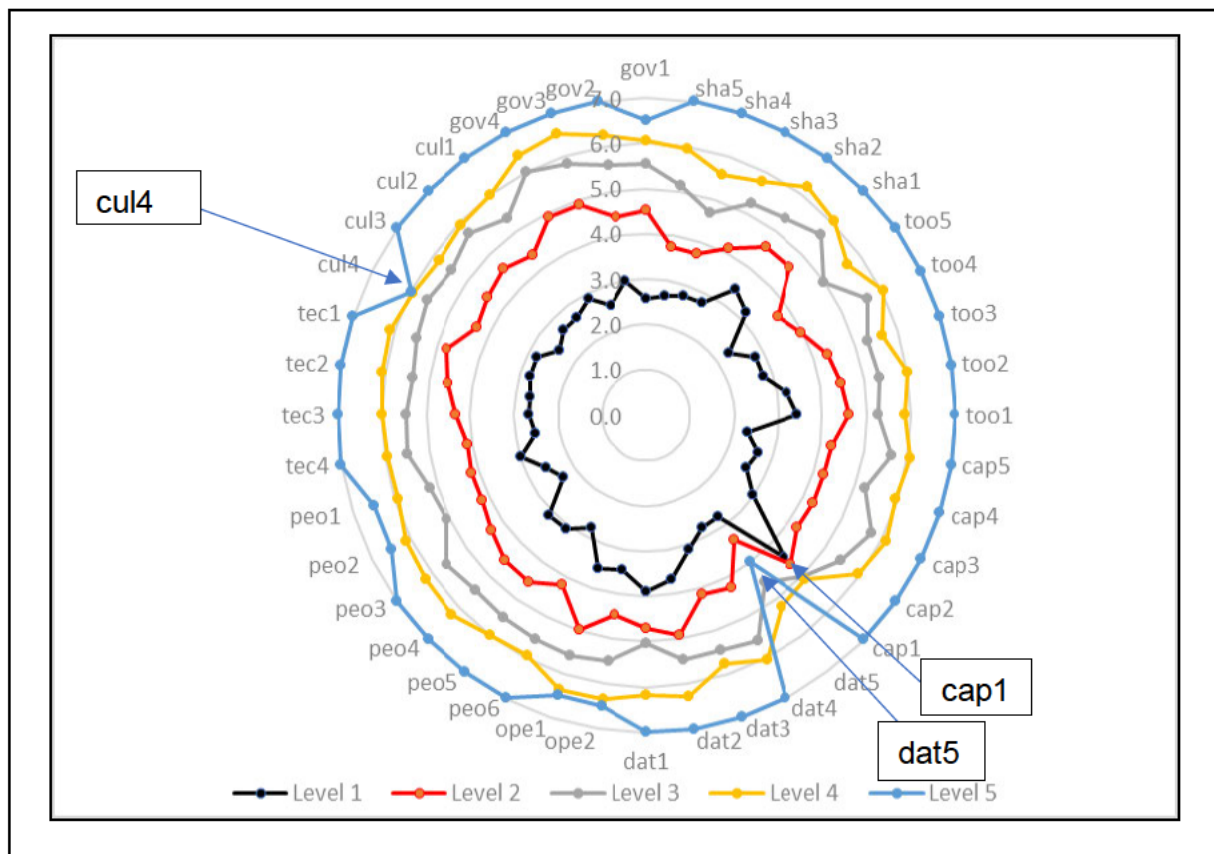 gov1
gov2
gov3
gov4
cul1
cul2
cul3
cul4
tec1
tec2
tec3
tec4
peo1
peo2
peo3
peo4
peo5
peo6
ope1
ope2
dat1
dat2
dat3
dat4
dat5
cap1
cap2
cap3
cap4
cap5
too1
too2
too3
too4
too5
sha1
sha2
sha3
sha4
sha5
7.0
6.0
5.0
4.0
3.0
2.0
1.0
0.0
cul4
cap1
dat5
Level 1 Level 2 Level 3 Level 4 Level 5